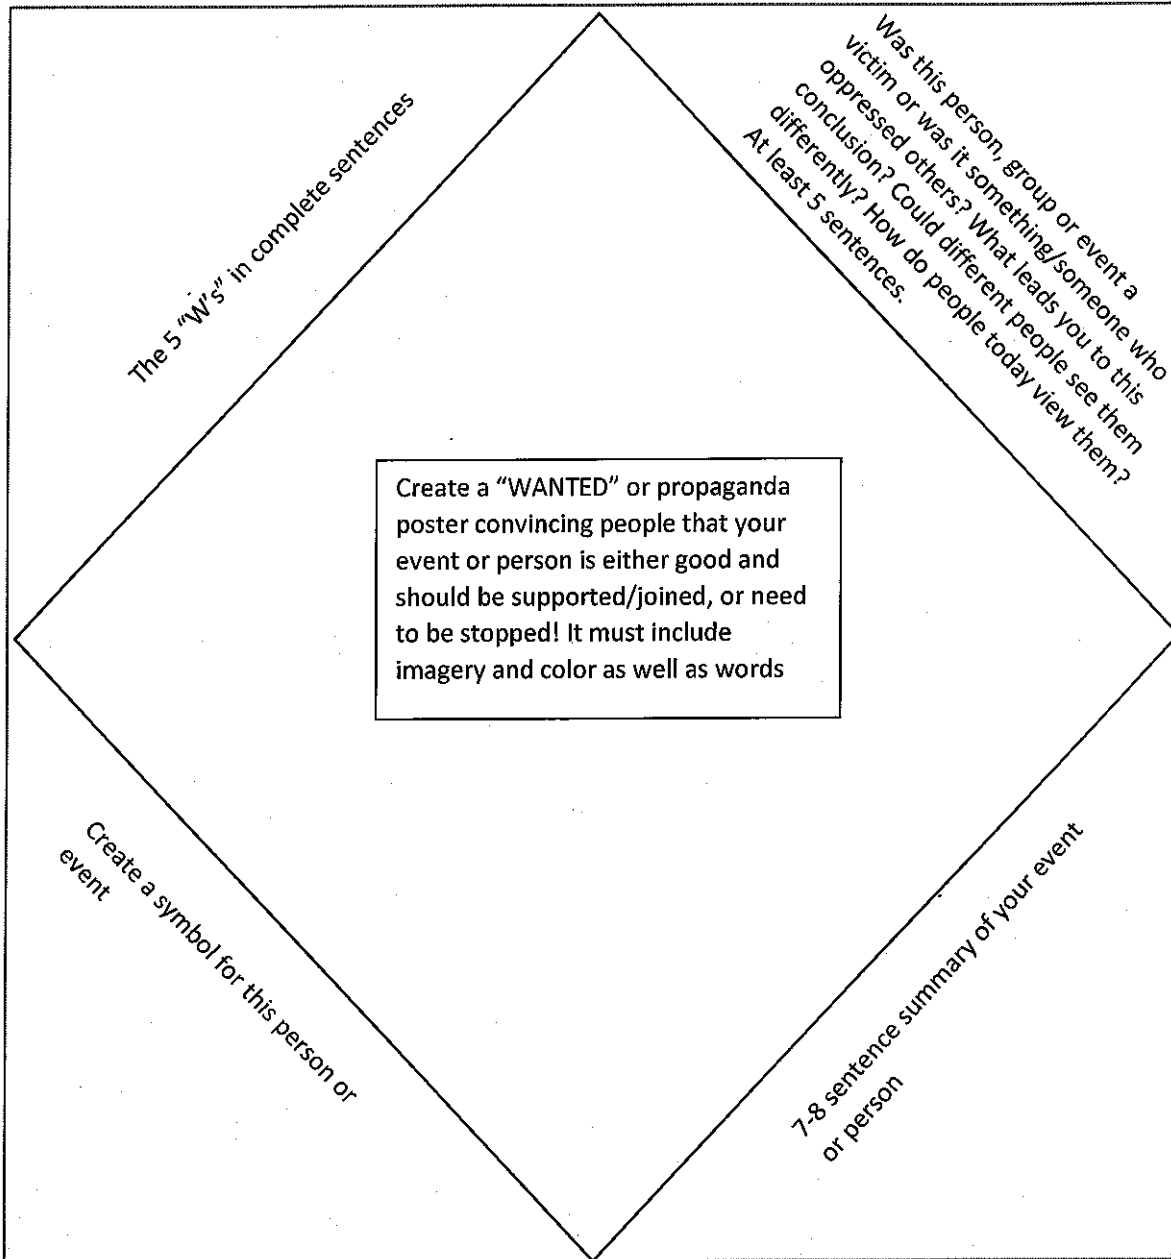 The 5 "W's" in complete sentences
Was this person, group or event a
victim or was it something/someone who
oppressed others? What leads you to this
conclusion? Could different people see them
differently? How do people today view them?
At least 5 sentences.
Create a "WANTED" or propaganda
poster convincing people that your
event or person is either good and
should be supported/joined, or need
to be stopped! It must include
imagery and color as well as words
Create a symbol for this person or
event
7-8 sentence summary of your event
or person